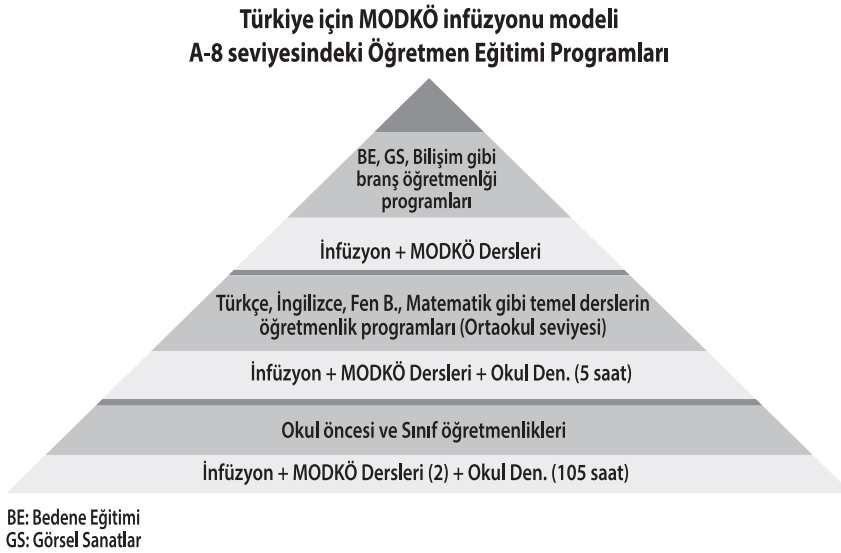 Türkiye için MODKÖ infüzyonu modeli
A-8 seviyesindeki Öğretmen Eğitimi Programları
BE, GS, Bilişim gibi
branş öğretmenlği
programları
İnfüzyon + MODKÖ Dersleri
Türkçe, İngilizce, Fen B., Matematik gibi temel derslerin
öğretmenlik programları (Ortaokul seviyesi)
İnfüzyon + MODKÖ Dersleri + Okul Den. (5 saat)
Okul öncesi ve Sınıf öğretmenlikleri
İnfüzyon + MODKÖ Dersleri (2) + Okul Den. (105 saat)
BE: Bedene Eğitimi
GS: Görsel Sanatlar